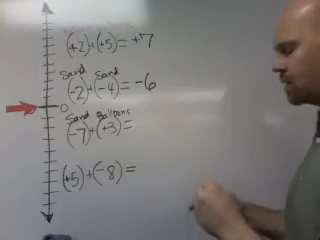 (+2)+(+5)=+7
Sand Sand
(-2)+(-4)=-6
0
Sand Balloons
(-7)+(+3)=
(+5)+(-8)=